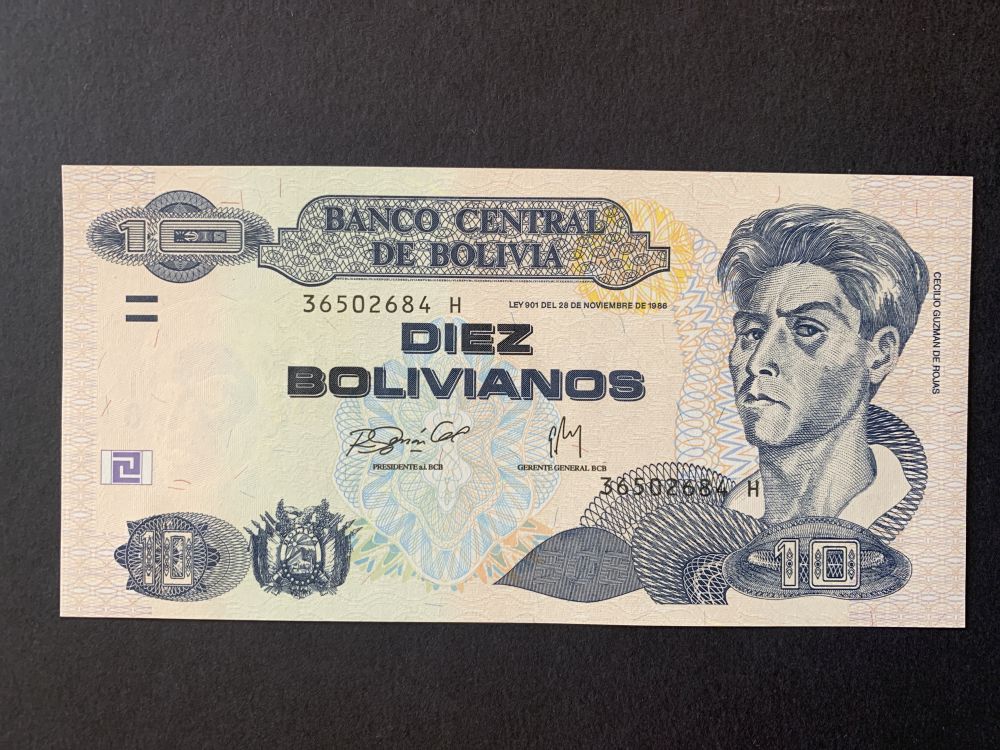 10
BANCO CENTRAL
DE BOLIVIA
36502684 H
LEY 901 DEL 28 DE NOVIEMBRE DE 1986
DIEZ
BOLIVIANOS
CECILIO GUZMAN DE ROJAS
PRESIDENTE a.i. BCB
GERENTE GENERAL BCB
36502684 H
10
10